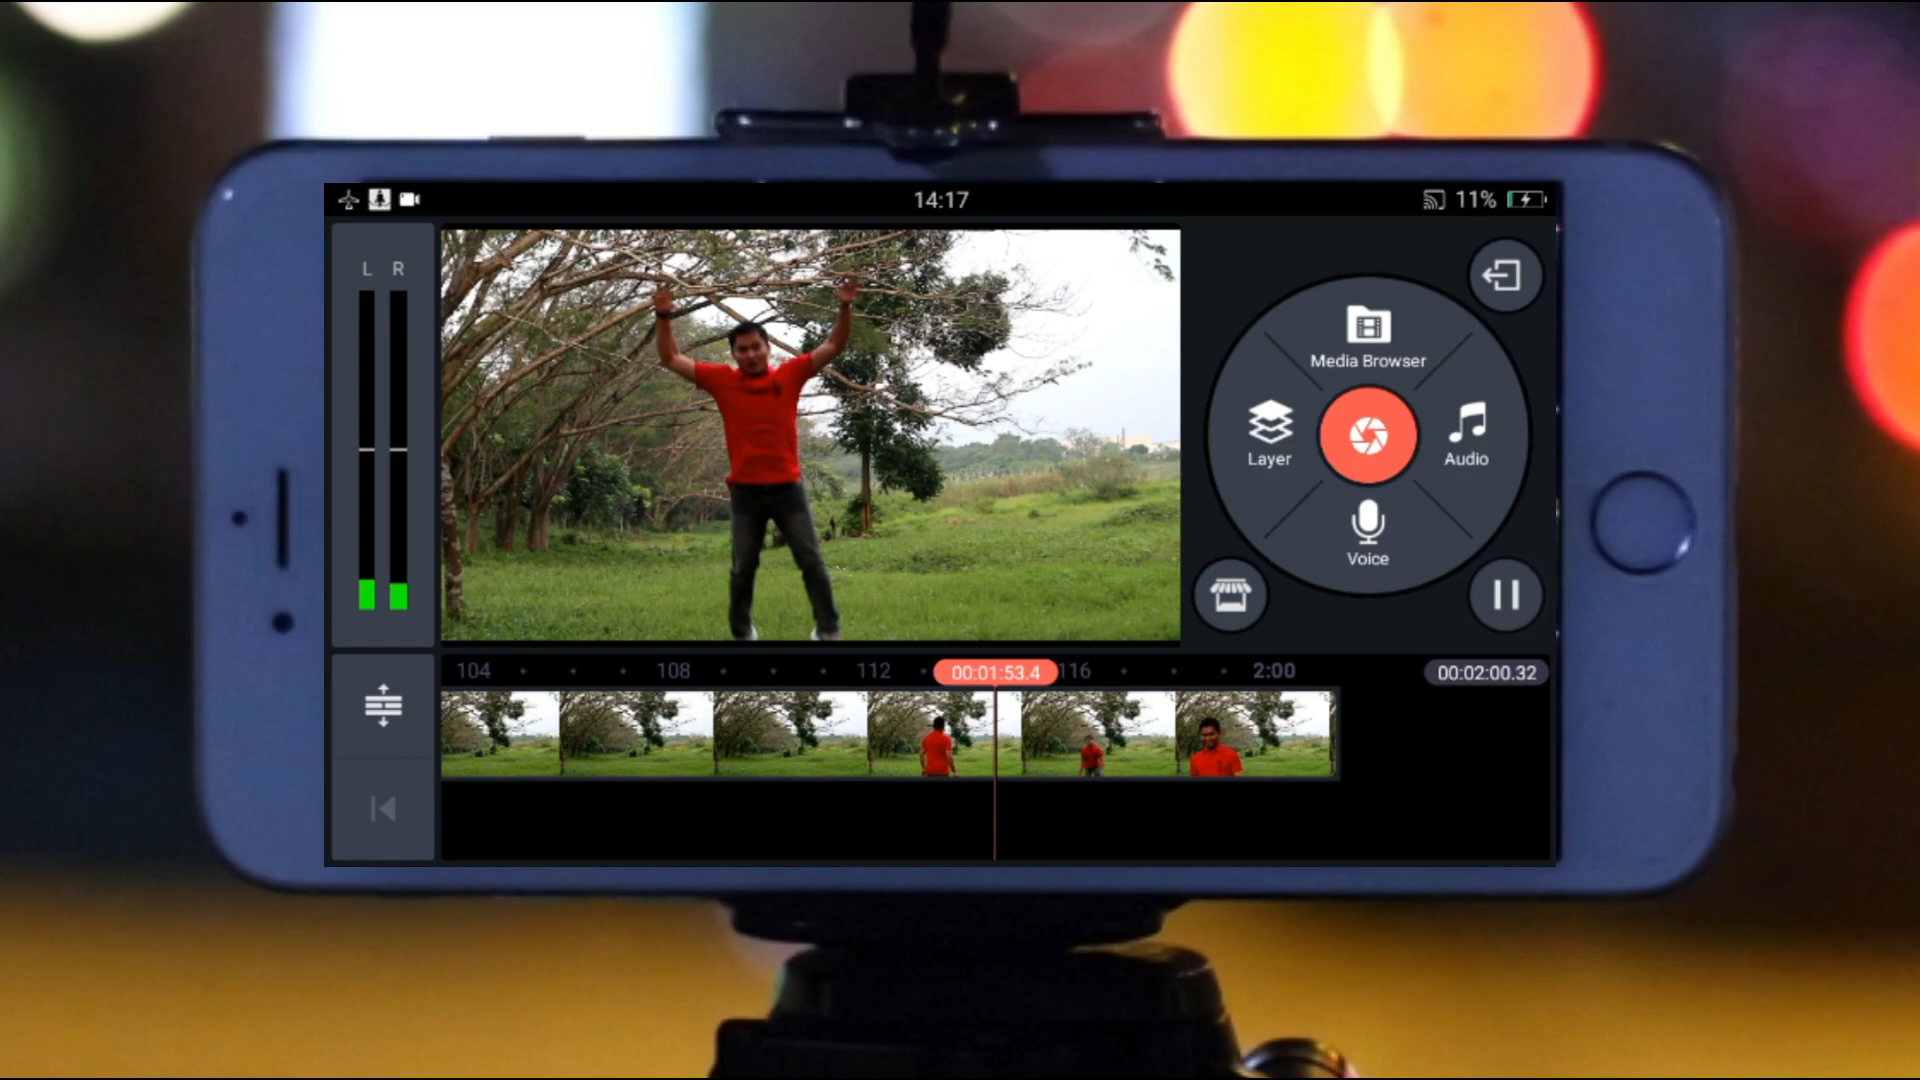 14:17
11%
L R
Media Browser
Layer
Audio
Voice
104 108 112 00:01:53.4 116 2:00 00:02:00.32